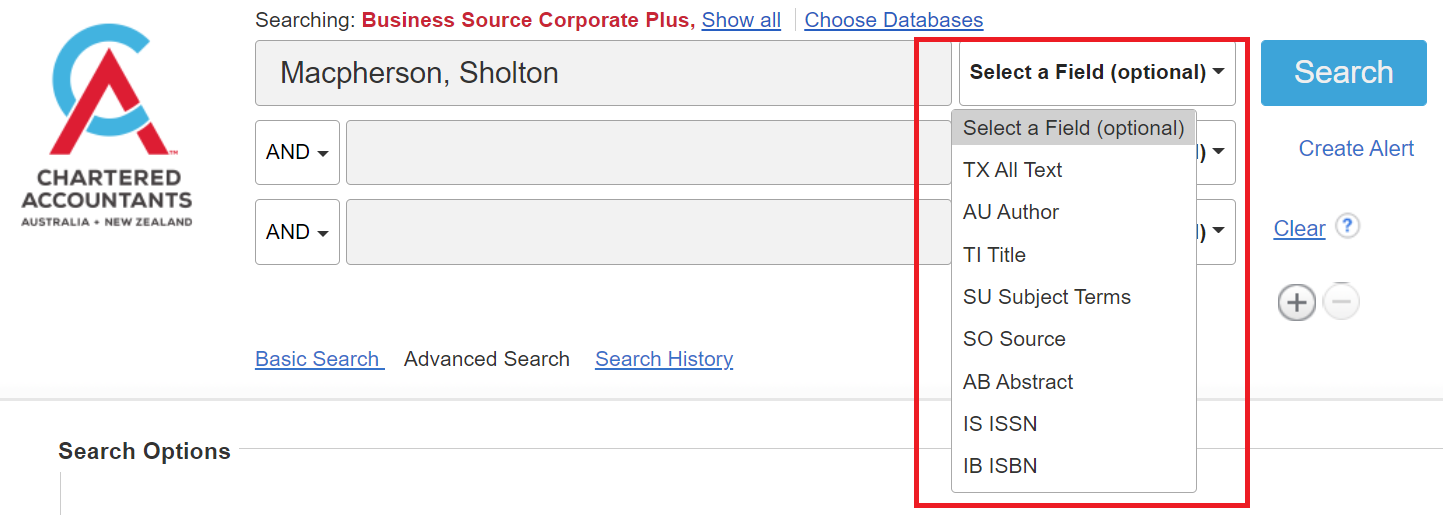 Searching: Business Source Corporate Plus, Show all Choose Databases
Macpherson, Sholton Select a Field (optional) Search
CHARTERED
ACCOUNTANTS
AUSTRALIA + NEW ZEALAND
AND
AND
Select a Field (optional)
TX All Text
AU Author
TI Title
SU Subject Terms
SO Source
AB Abstract
IS ISSN
IB ISBN
Create Alert
Clear ?
Basic Search Advanced Search Search History
Search Options